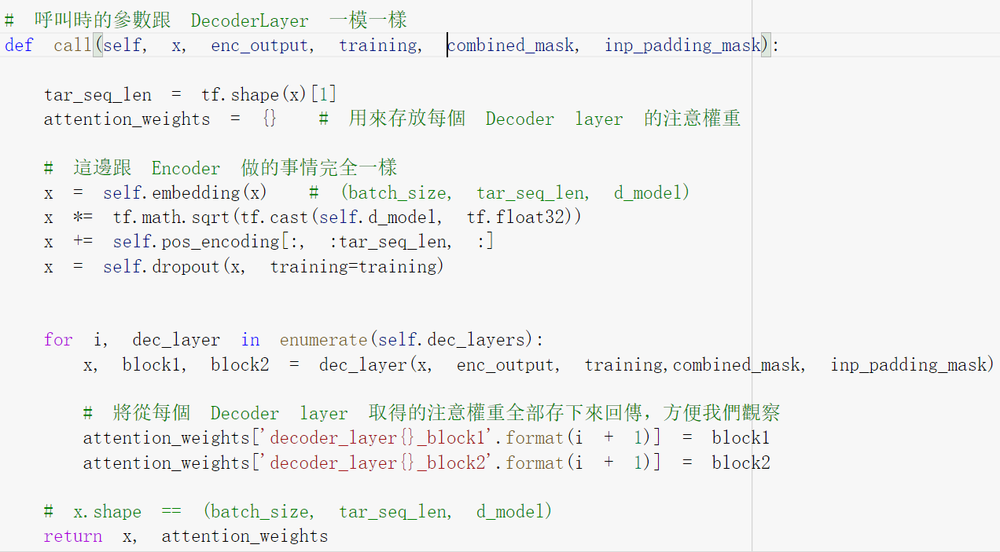 # 呼叫時的參數跟 DecoderLayer 一模一樣
def call(self, x, enc_output, training, combined_mask, inp_padding_mask):
tar_seq_len = tf.shape(x)[1]
attention_weights = {} # 用來存放每個 Decoder layer 的注意權重
# 這邊跟 Encoder 做的事情完全一樣
x = self.embedding(x) # (batch_size, tar_seq_len, d_model)
x *= tf.math.sqrt(tf.cast(self.d_model, tf.float32))
x += self.pos_encoding[:, :tar_seq_len, :]
x = self.dropout(x, training=training)
for i, dec_layer in enumerate(self.dec_layers):
x, block1, block2 = dec_layer(x, enc_output, training,combined_mask, inp_padding_mask)
# 將從每個 Decoder layer 取得的注意權重全部存下來回傳，方便我們觀察
attention_weights['decoder_layer{}_block1'.format(i + 1)] = block1
attention_weights['decoder_layer{}_block2'.format(i + 1)] = block2
# x.shape == (batch_size, tar_seq_len, d_model)
return x, attention_weights